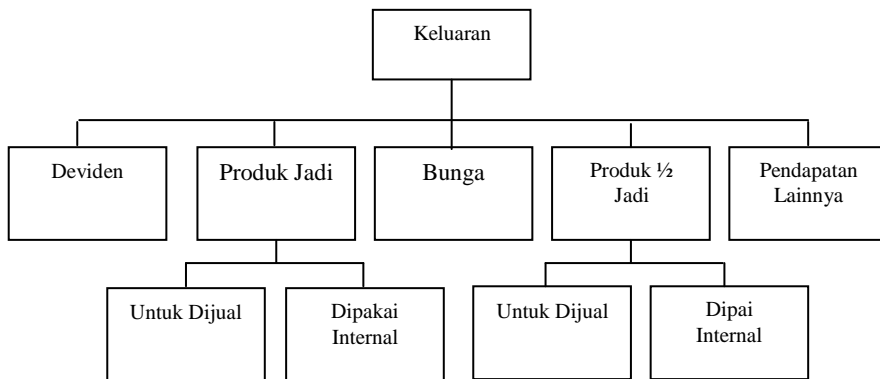 Keluaran
Deviden
Produk Jadi
Bunga
Produk ½
Jadi
Pendapatan
Lainnya
Untuk Dijual
Dipakai
Internal
Untuk Dijual
Dipai
Internal